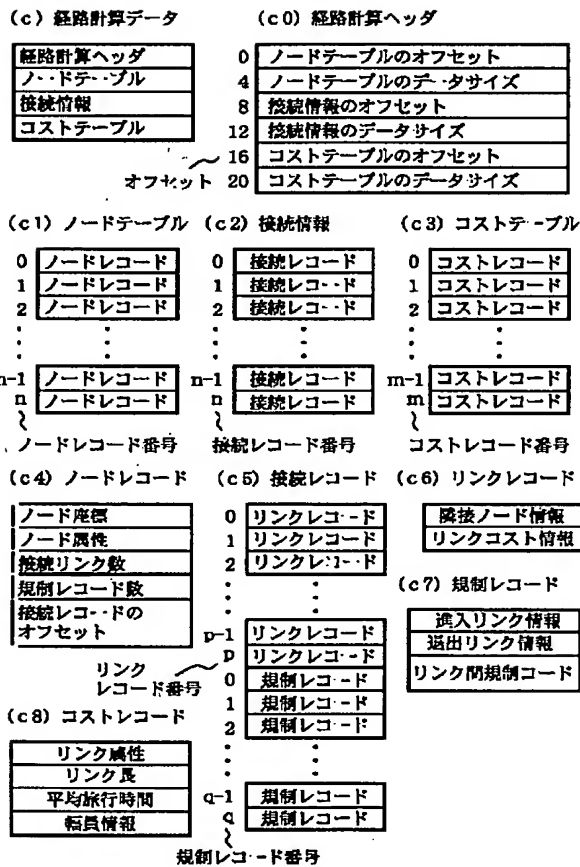 (c) 経路計算データ
経路計算ヘッダ
ノードテーブル
接続情報
コストテーブル
(c0) 経路計算ヘッダ
0 ノードテーブルのオフセット
4 ノードテーブルのデータサイズ
8 接続情報のオフセット
12 接続情報のデータサイズ
16 コストテーブルのオフセット
20 コストテーブルのデータサイズ
オフセット
(c1) ノードテーブル
0 ノードレコード
1 ノードレコード
2 ノードレコード
n-1 ノードレコード
n ノードレコード
ノードレコード番号
(c2) 接続情報
0 接続レコード
1 接続レコード
2 接続レコード
n-1 接続レコード
n 接続レコード
接続レコード番号
(c3) コストテーブル
0 コストレコード
1 コストレコード
2 コストレコード
m-1 コストレコード
m コストレコード
コストレコード番号
(c4) ノードレコード
ノード座標
ノード属性
接続リンク数
規制レコード数
接続レコードの
オフセット
(c5) 接続レコード
0 リンクレコード
1 リンクレコード
2 リンクレコード
p-1 リンクレコード
p リンクレコード
リンク
レコード番号
0 規制レコード
1 規制レコード
2 規制レコード
q-1 規制レコード
q 規制レコード
規制レコード番号
(c6) リンクレコード
隣接ノード情報
リンクコスト情報
(c7) 規制レコード
進入リンク情報
退出リンク情報
リンク間規制コード
(c8) コストレコード
リンク属性
リンク長
平均旅行時間
幅員情報